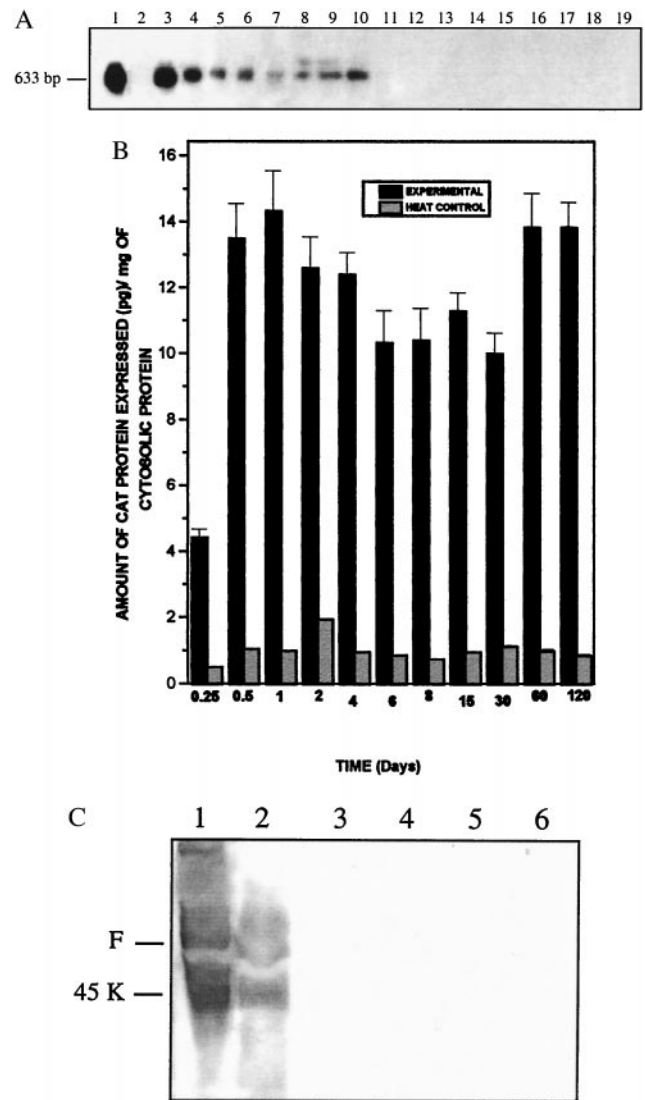 A
1 2 3 4 5 6 7 8 9 10 11 12 13 14 15 16 17 18 19
633 bp
B
EXPERIMENTAL
HEAT CONTROL
16
14
12
10
8
6
4
2
0
AMOUNT OF CAT PROTEIN EXPRESSED (pg)/ mg OF
CYTOSOLIC PROTEIN
0.25 0.5 1 2 4 6 8 15 30 60 120
TIME (Days)
C
1 2 3 4 5 6
F
45 K